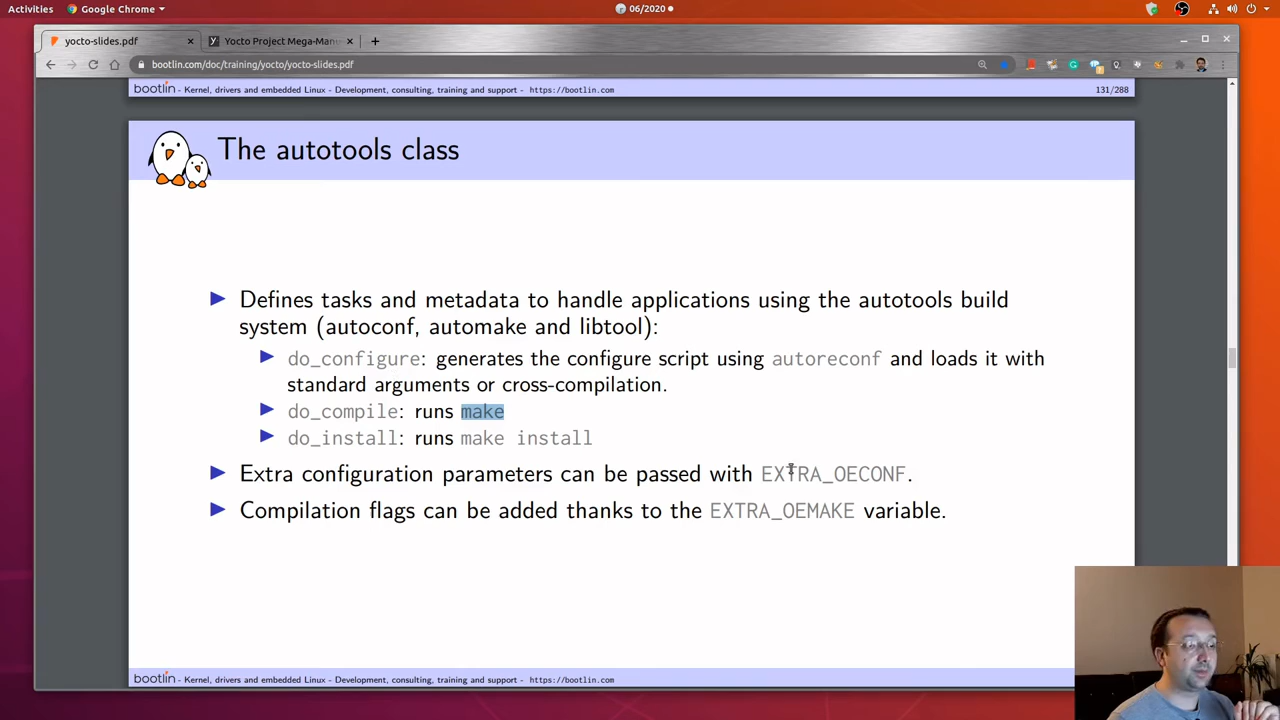 Activities
Google Chrome
06/2020
yocto-slides.pdf
Yocto Project Mega-Man
bootlin.com/doc/training/yocto/yocto-slides.pdf
bootlin - Kernel, drivers and embedded Linux - Development, consulting, training and support - https://bootlin.com
131/288
The autotools class
Defines tasks and metadata to handle applications using the autotools build
system (autoconf, automake and libtool):
do_configure: generates the configure script using autoreconf and loads it with
standard arguments or cross-compilation.
do_compile: runs make
do_install: runs make install
Extra configuration parameters can be passed with EXTRA_OECONF.
Compilation flags can be added thanks to the EXTRA_OEMAKE variable.
bootlin - Kernel, drivers and embedded Linux - Development, consulting, training and support - https://bootlin.com